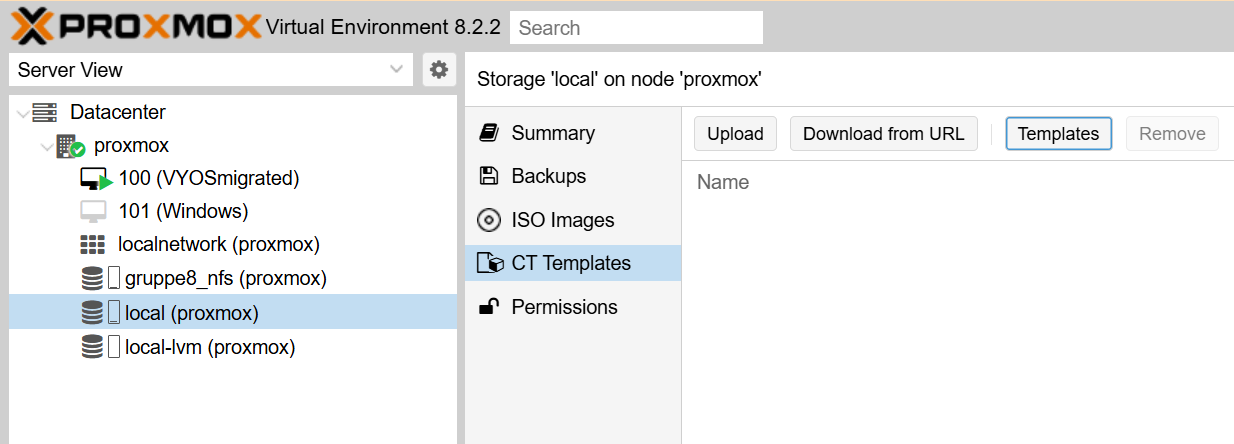 PROXMOX Virtual Environment 8.2.2 Search
Server View
Datacenter
proxmox
100 (VYOSmigrated)
101 (Windows)
localnetwork (proxmox)
gruppe8_nfs (proxmox)
local (proxmox)
local-lvm (proxmox)
Storage 'local' on node 'proxmox'
Summary
Backups
ISO Images
CT Templates
Permissions
Upload Download from URL Templates Remove
Name